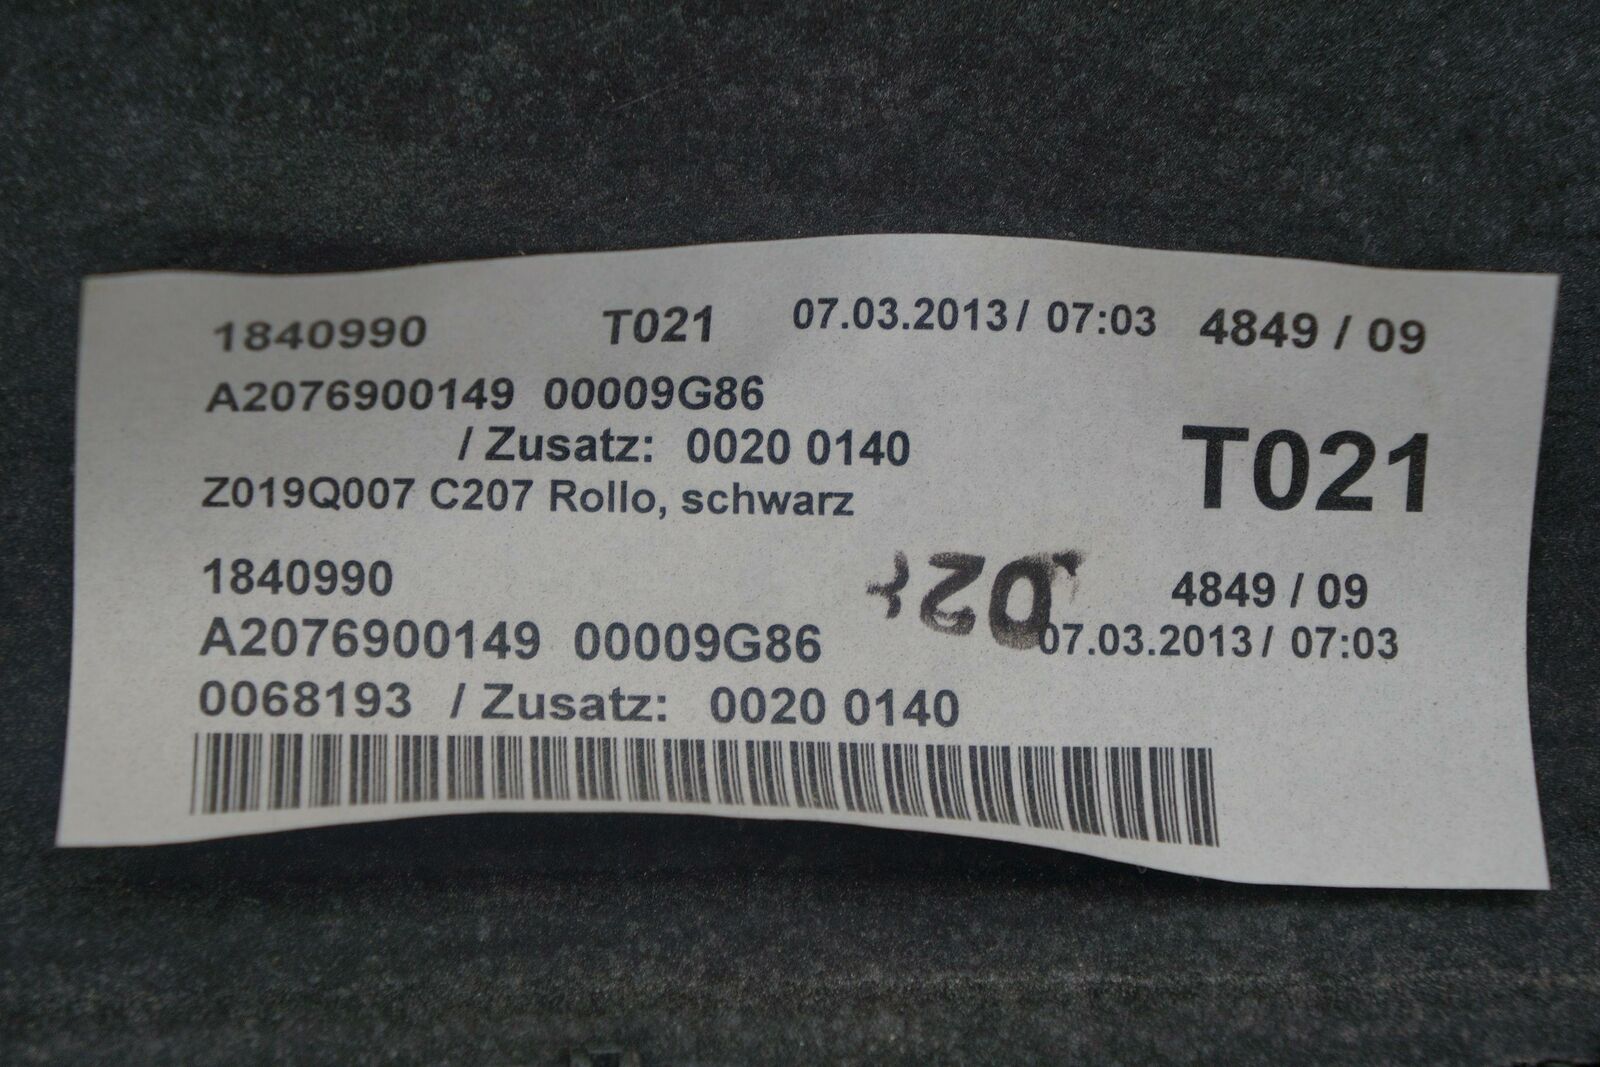 1840990 T021 07.03.2013 / 07:03 4849 / 09
A2076900149 00009G86
/ Zusatz: 0020 0140
Z019Q007 C207 Rollo, schwarz
T021
1840990 4849 / 09
A2076900149 00009G86 07.03.2013 / 07:03
0068193 / Zusatz: 0020 0140